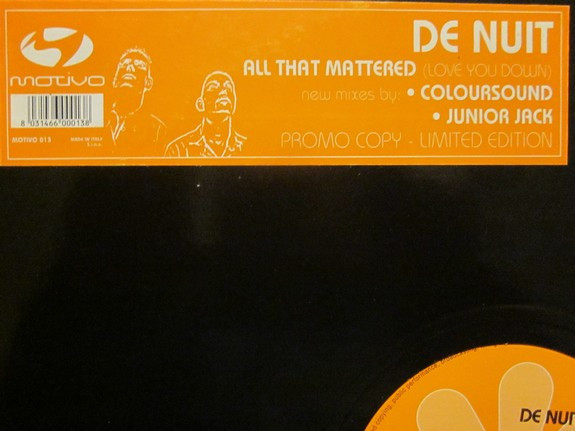 motivo
8 031466 000138
MOTIVO 013
MADE IN ITALY
DE NUIT
ALL THAT MATTERED (LOVE YOU DOWN)
new mixes by: • COLOURSOUND
• JUNIOR JACK
PROMO COPY - LIMITED EDITION
DE NUIT